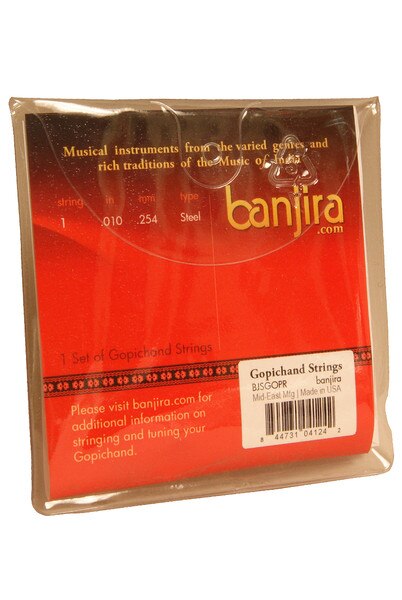 Musical instruments from the varied genres and
rich traditions of the Music of India
string in mm type
1 .010 .254 Steel
banjira
.com
1 Set of Gopichand Strings
Gopichand Strings
BJSGOPR banjira
Mid-East Mfg | Made in USA
8 44731 04124 2
Please visit banjira.com for
additional information on
stringing and tuning your
Gopichand.